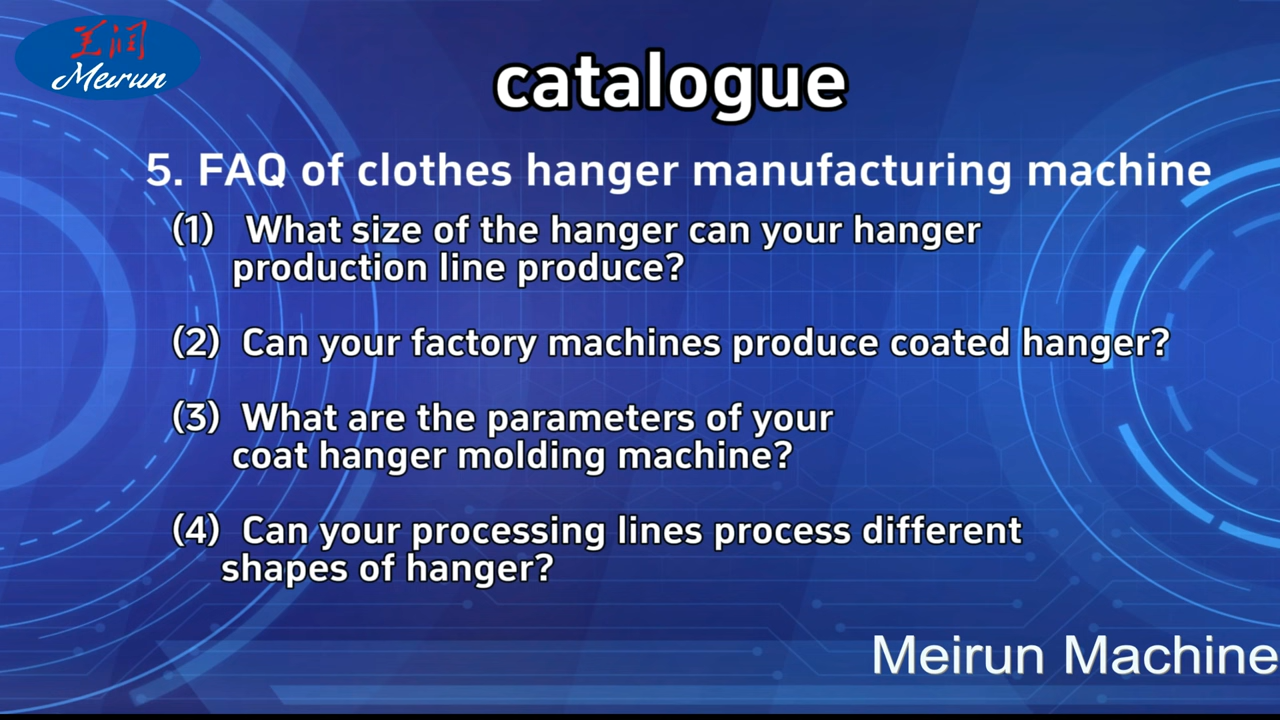 美润
Meirun
catalogue
5. FAQ of clothes hanger manufacturing machine
(1) What size of the hanger can your hanger
production line produce?
(2) Can your factory machines produce coated hanger?
(3) What are the parameters of your
coat hanger molding machine?
(4) Can your processing lines process different
shapes of hanger?
Meirun Machine